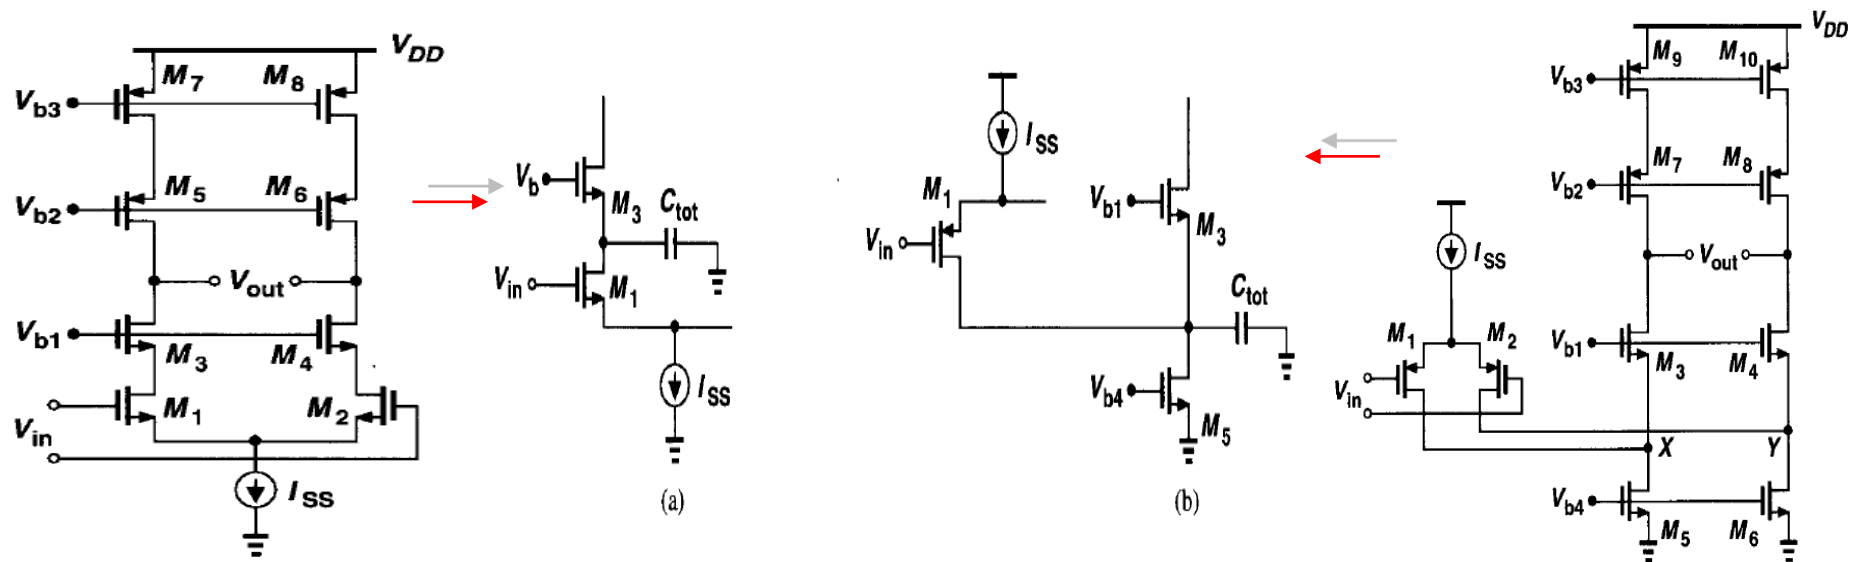 VDD
M7
M8
Vb3
M5
M6
Vb2
Vout
Vb1
M3
M4
M1
M2
Vin
ISS
Vb
M3
Ctot
Vin
M1
ISS
(a)
ISS
M1
Vb1
M3
Vin
Ctot
Vb4
M5
(b)
VDD
M9
M10
Vb3
M7
M8
Vb2
ISS
Vout
M1
M2
Vb1
M3
M4
Vin
X
Y
Vb4
M5
M6